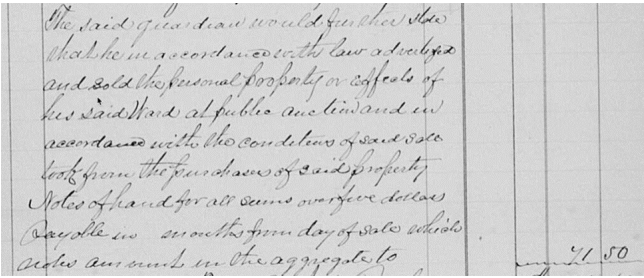 The said guardian would further state
that he in accordance with law advertized
and sold the personal property or effects of
his said Ward at public auction and in
accordance with the conditions of said sale
took from the purchasers of said property
Notes of hand for all sums over five dollars
Payable in months from day of sale which
notes amount in the aggregate to 71 50